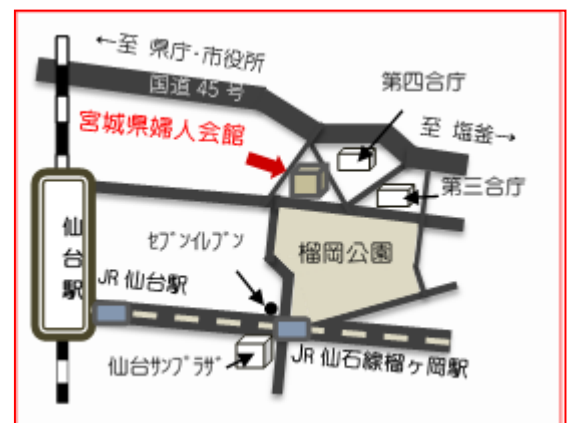 ←至 県庁・市役所
国道 45 号
第四合庁
宮城県婦人会館
至 塩釜→
第三合庁
仙台駅
ｾﾌﾞﾝｲﾚﾌﾞﾝ
榴岡公園
JR 仙台駅
仙台ｻﾝﾌﾟﾗｻﾞ
JR 仙石線榴ヶ岡駅